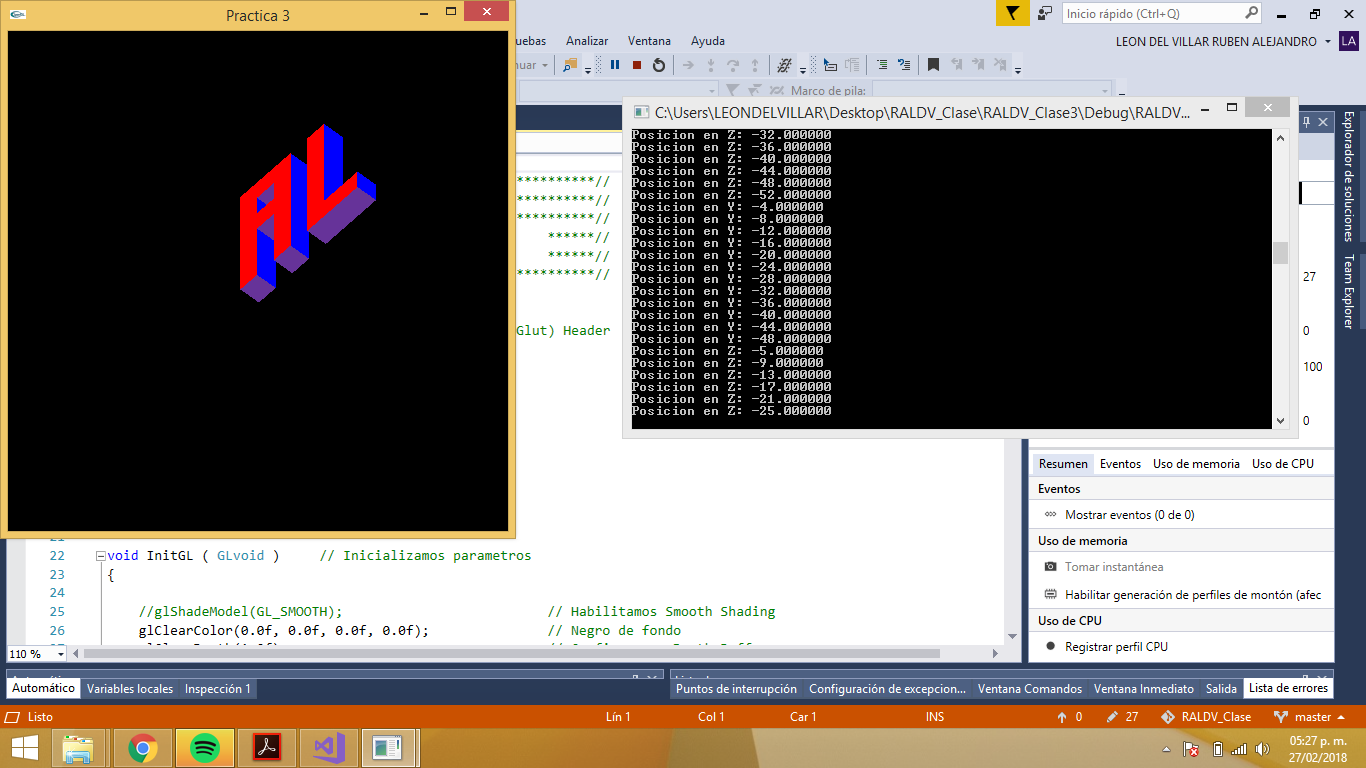 Practica 3
Inicio rápido (Ctrl+Q)
uebas Analizar Ventana Ayuda
LEON DEL VILLAR RUBEN ALEJANDRO LA
nuar
Marco de pila:
C:\Users\LEONDELVILLAR\Desktop\RALDV_Clase\RALDV_Clase3\Debug\RALDV...
Posicion en Z: -32.000000
Posicion en Z: -36.000000
Posicion en Z: -40.000000
Posicion en Z: -44.000000
Posicion en Z: -48.000000
Posicion en Z: -52.000000
Posicion en Y: -4.000000
Posicion en Y: -8.000000
Posicion en Y: -12.000000
Posicion en Y: -16.000000
Posicion en Y: -20.000000
Posicion en Y: -24.000000
Posicion en Y: -28.000000
Posicion en Y: -32.000000
Posicion en Y: -36.000000
Posicion en Y: -40.000000
Posicion en Y: -44.000000
Posicion en Y: -48.000000
Posicion en Z: -5.000000
Posicion en Z: -9.000000
Posicion en Z: -13.000000
Posicion en Z: -17.000000
Posicion en Z: -21.000000
Posicion en Z: -25.000000
AL
**********//
**********//
**********//
******//
******//
**********//
Glut) Header
Explorador de soluciones
Team Explorer
27
0
100
0
Resumen Eventos Uso de memoria Uso de CPU
Eventos
Mostrar eventos (0 de 0)
Uso de memoria
Tomar instantánea
Habilitar generación de perfiles de montón (afec
Uso de CPU
Registrar perfil CPU
22 void InitGL ( GLvoid ) // Inicializamos parametros
23 {
24
25 //glShadeModel(GL_SMOOTH); // Habilitamos Smooth Shading
26 glClearColor(0.0f, 0.0f, 0.0f, 0.0f); // Negro de fondo
110 %
Automático Variables locales Inspección 1
Puntos de interrupción Configuración de excepcion... Ventana Comandos Ventana Inmediato Salida Lista de errores
Listo Lín 1 Col 1 Car 1 INS 0 27 RALDV_Clase master
05:27 p. m.
27/02/2018